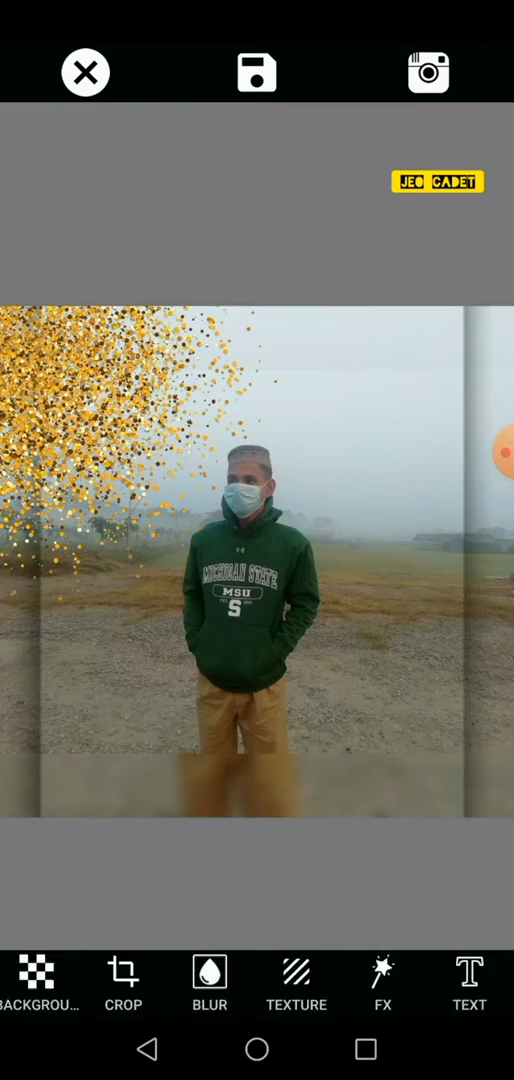 JEO CADET
MICHIGAN STATE
MSU
S
BACKGROU...
CROP
BLUR
TEXTURE
FX
TEXT